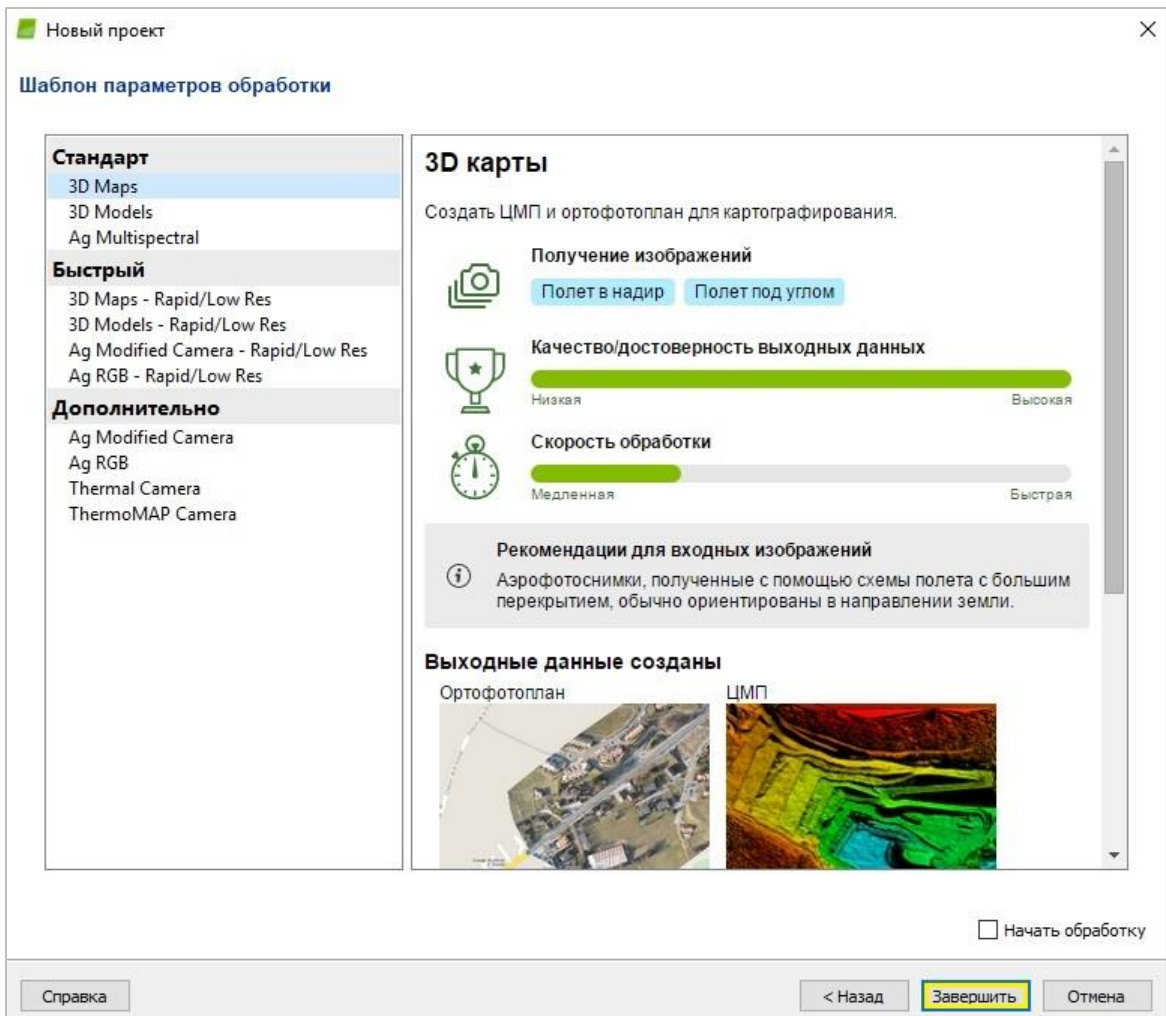 Новый проект
Шаблон параметров обработки
Стандарт
3D Maps
3D Models
Ag Multispectral
Быстрый
3D Maps - Rapid/Low Res
3D Models - Rapid/Low Res
Ag Modified Camera - Rapid/Low Res
Ag RGB - Rapid/Low Res
Дополнительно
Ag Modified Camera
Ag RGB
Thermal Camera
ThermoMAP Camera
3D карты
Создать ЦМП и ортофотоплан для картографирования.
Получение изображений
Полет в надир Полет под углом
Качество/достоверность выходных данных
Низкая Высокая
Скорость обработки
Медленная Быстрая
Рекомендации для входных изображений
Аэрофотоснимки, полученные с помощью схемы полета с большим
перекрытием, обычно ориентированы в направлении земли.
Выходные данные созданы
Ортофотоплан ЦМП
Начать обработку
Справка < Назад Завершить Отмена